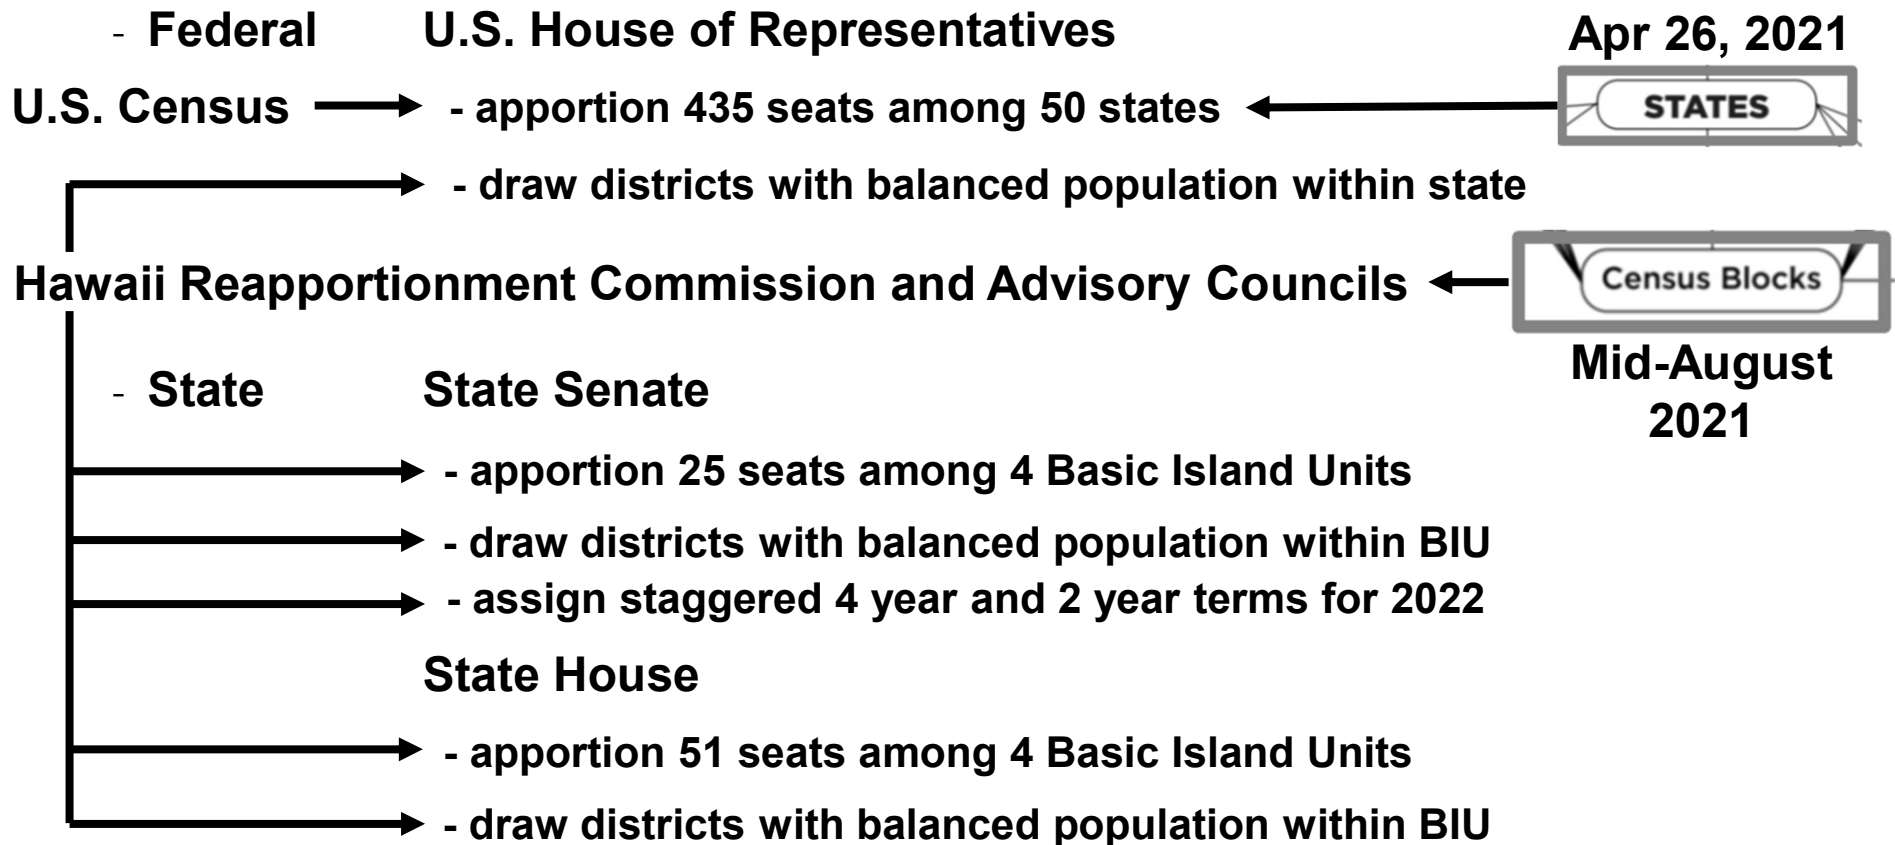 - Federal U.S. House of Representatives Apr 26, 2021
U.S. Census - apportion 435 seats among 50 states STATES
- draw districts with balanced population within state
Hawaii Reapportionment Commission and Advisory Councils Census Blocks
Mid-August
2021
- State State Senate
- apportion 25 seats among 4 Basic Island Units
- draw districts with balanced population within BIU
- assign staggered 4 year and 2 year terms for 2022
State House
- apportion 51 seats among 4 Basic Island Units
- draw districts with balanced population within BIU